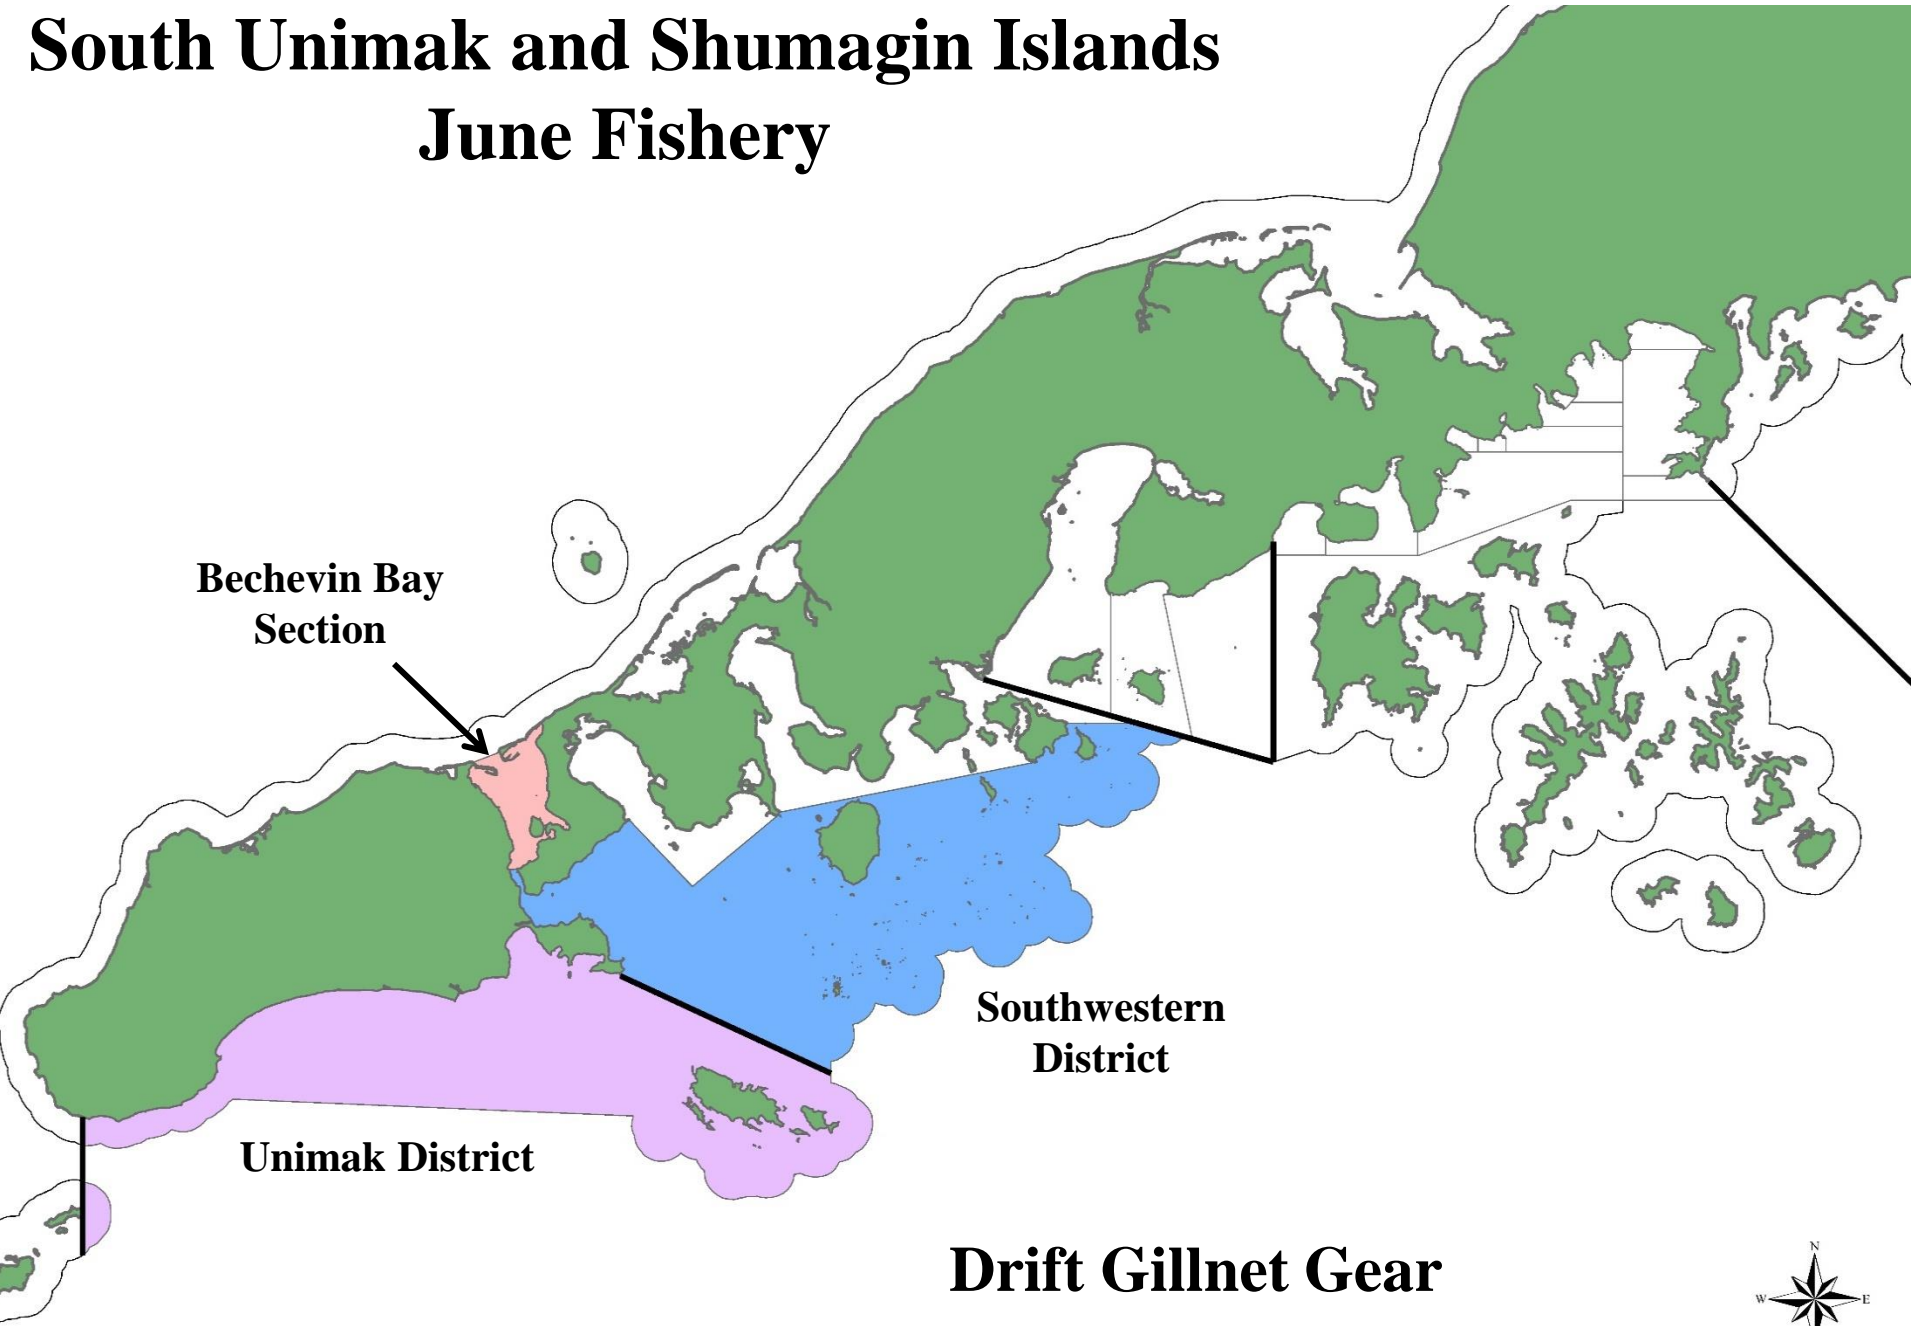 South Unimak and Shumagin Islands
June Fishery
Bechevin Bay
Section
Southwestern
District
Unimak District
Drift Gillnet Gear
N
W
E